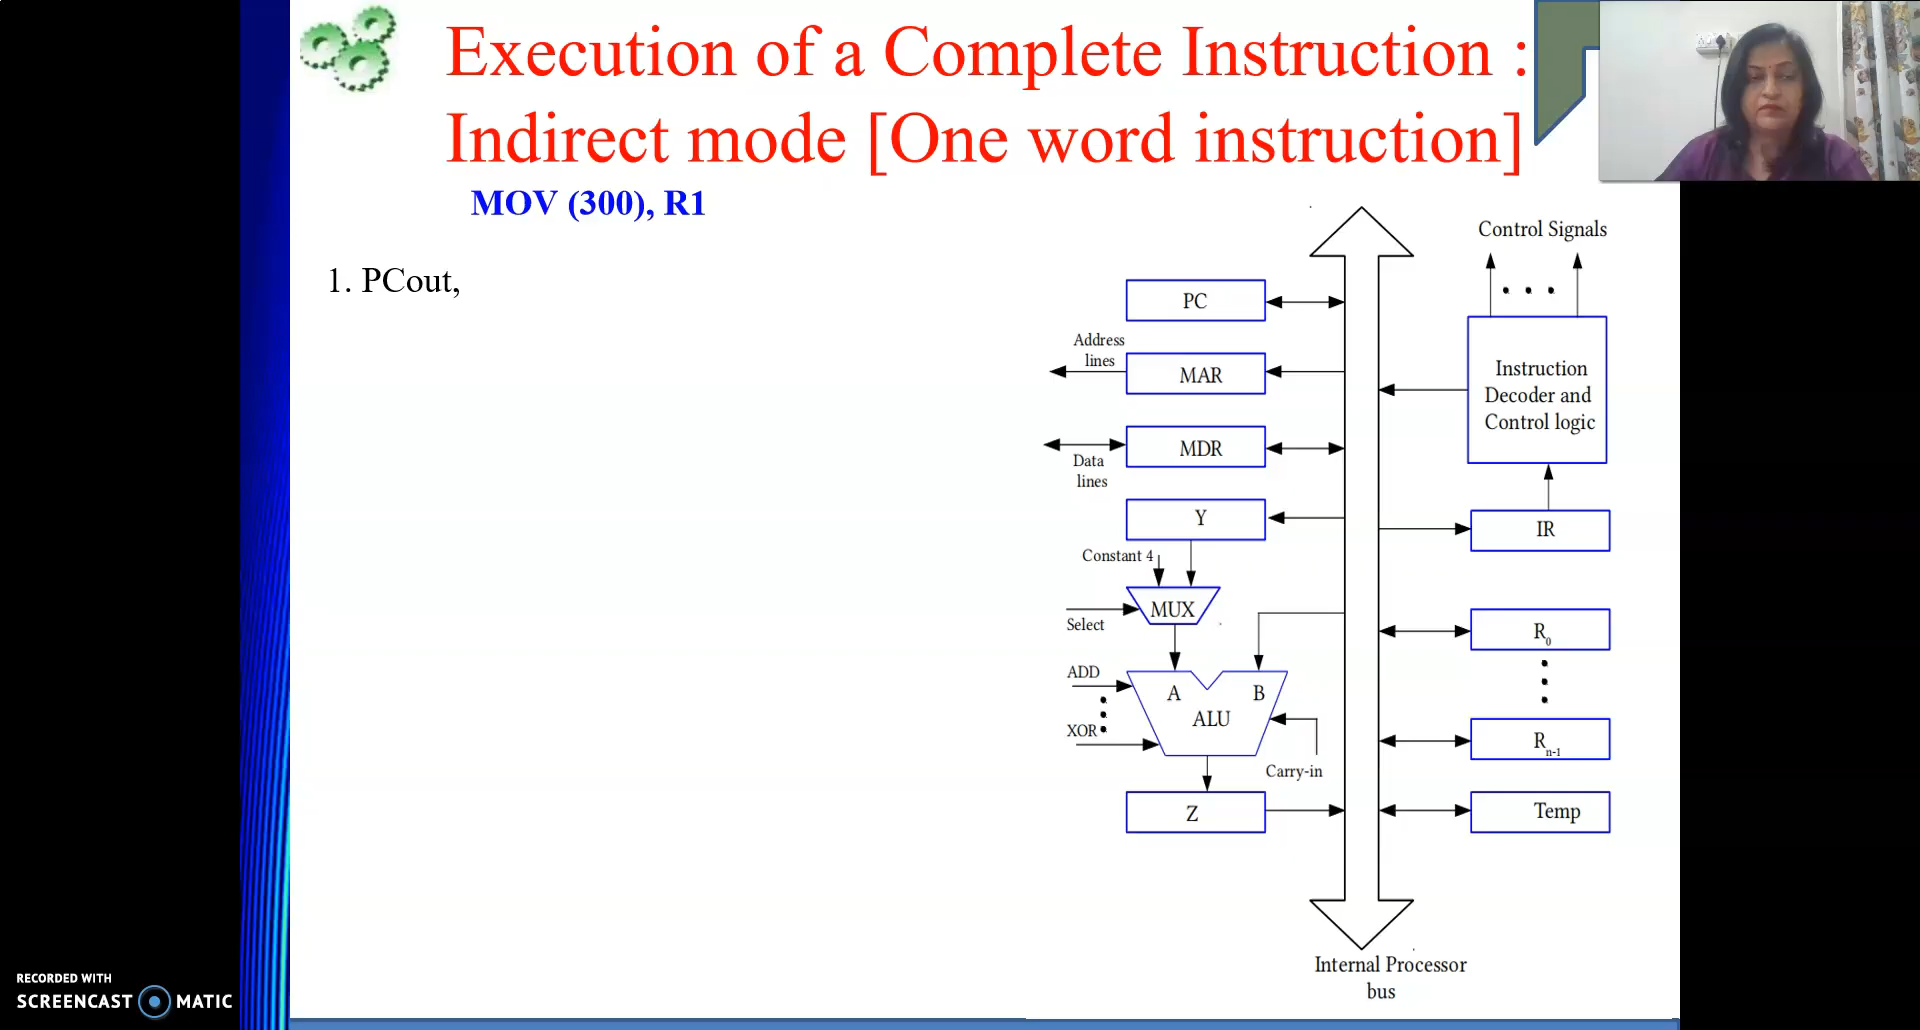 Execution of a Complete Instruction :
Indirect mode [One word instruction]
MOV (300), R1
1. PCout,
Control Signals
PC
Address
lines
MAR
Instruction
Decoder and
Control logic
MDR
Data
lines
Y
IR
Constant 4
MUX
Select
R0
ADD
A
B
ALU
XOR
Rn-1
Carry-in
Z
Temp
Internal Processor
bus
RECORDED WITH
SCREENCAST MATIC